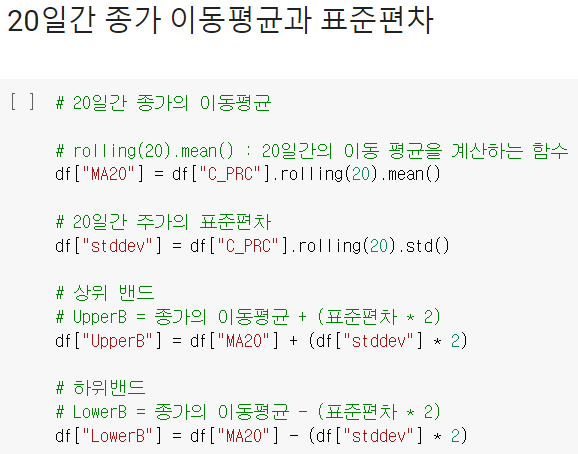 20일간 종가 이동평균과 표준편차
[ ] # 20일간 종가의 이동평균
# rolling(20).mean() : 20일간의 이동 평균을 계산하는 함수
df["MA20"] = df["C_PRC"].rolling(20).mean()
# 20일간 주가의 표준편차
df["stddev"] = df["C_PRC"].rolling(20).std()
# 상위 밴드
# UpperB = 종가의 이동평균 + (표준편차 * 2)
df["UpperB"] = df["MA20"] + (df["stddev"] * 2)
# 하위밴드
# LowerB = 종가의 이동평균 - (표준편차 * 2)
df["LowerB"] = df["MA20"] - (df["stddev"] * 2)